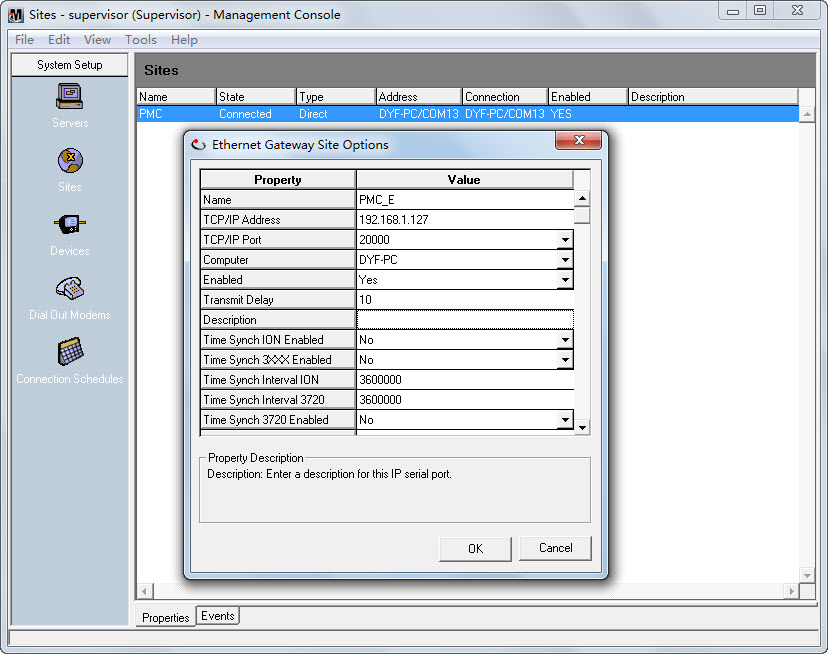 Sites - supervisor (Supervisor) - Management Console
File Edit View Tools Help
System Setup
Servers
Sites
Devices
Dial Out Modems
Connection Schedules
Sites
Name State Type Address Connection Enabled Description
PMC Connected Direct DYF-PC/COM13 DYF-PC/COM13 YES
Ethernet Gateway Site Options
Property Value
Name PMC_E
TCP/IP Address 192.168.1.127
TCP/IP Port 20000
Computer DYF-PC
Enabled Yes
Transmit Delay 10
Description
Time Synch ION Enabled No
Time Synch 3XXX Enabled No
Time Synch Interval ION 3600000
Time Synch Interval 3720 3600000
Time Synch 3720 Enabled No
Property Description
Description: Enter a description for this IP serial port.
OK Cancel
Properties Events